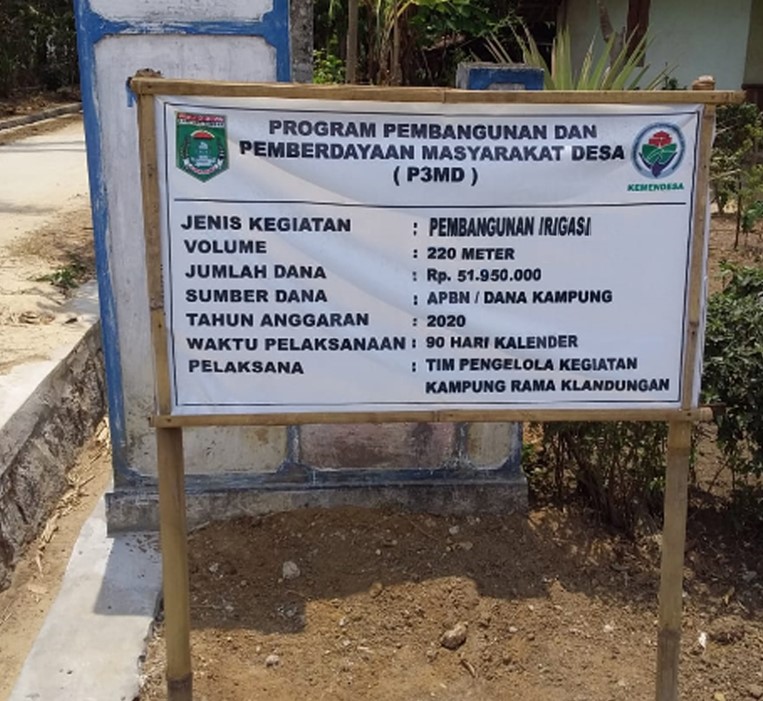 PROGRAM PEMBANGUNAN DAN
PEMBERDAYAAN MASYARAKAT DESA
( P3MD )
KEMENDESA
JENIS KEGIATAN : PEMBANGUNAN IRIGASI
VOLUME : 220 METER
JUMLAH DANA : Rp. 51.950.000
SUMBER DANA : APBN / DANA KAMPUNG
TAHUN ANGGARAN : 2020
WAKTU PELAKSANAAN : 90 HARI KALENDER
PELAKSANA : TIM PENGELOLA KEGIATAN
KAMPUNG RAMA KLANDUNGAN